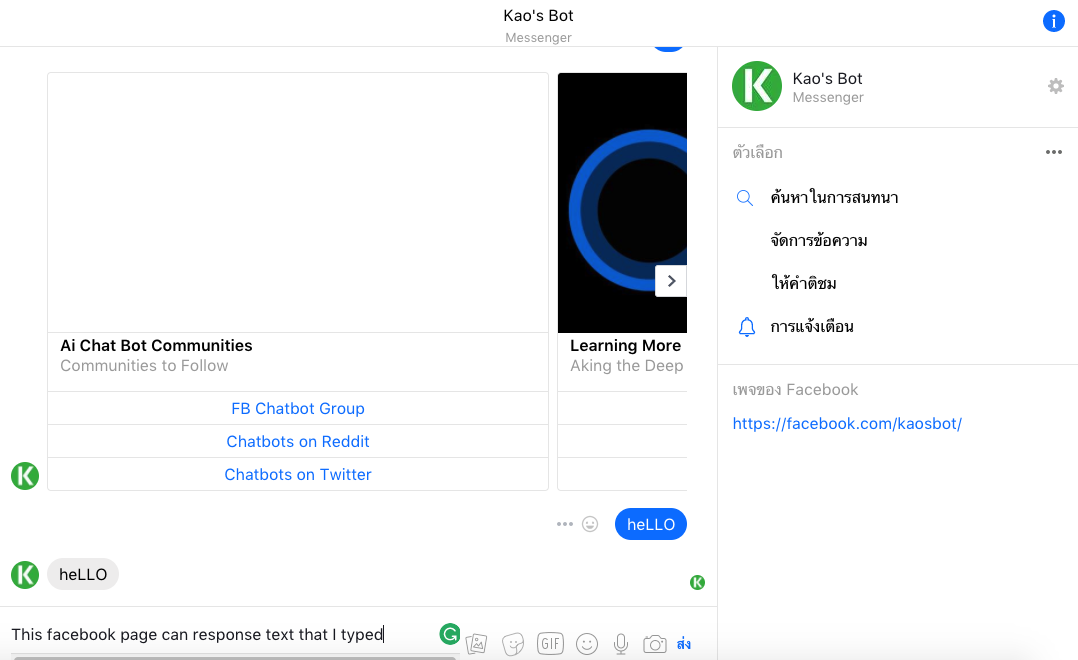 Kao's Bot
Messenger
Ai Chat Bot Communities
Communities to Follow
FB Chatbot Group
Chatbots on Reddit
Chatbots on Twitter
Learning More
Aking the Deep
heLLO
heLLO
This facebook page can response text that I typed
GIF
ส่ง
Kao's Bot
Messenger
ตัวเลือก
ค้นหาในการสนทนา
จัดการข้อความ
ให้คำติชม
การแจ้งเตือน
เพจของ Facebook
https://facebook.com/kaosbot/